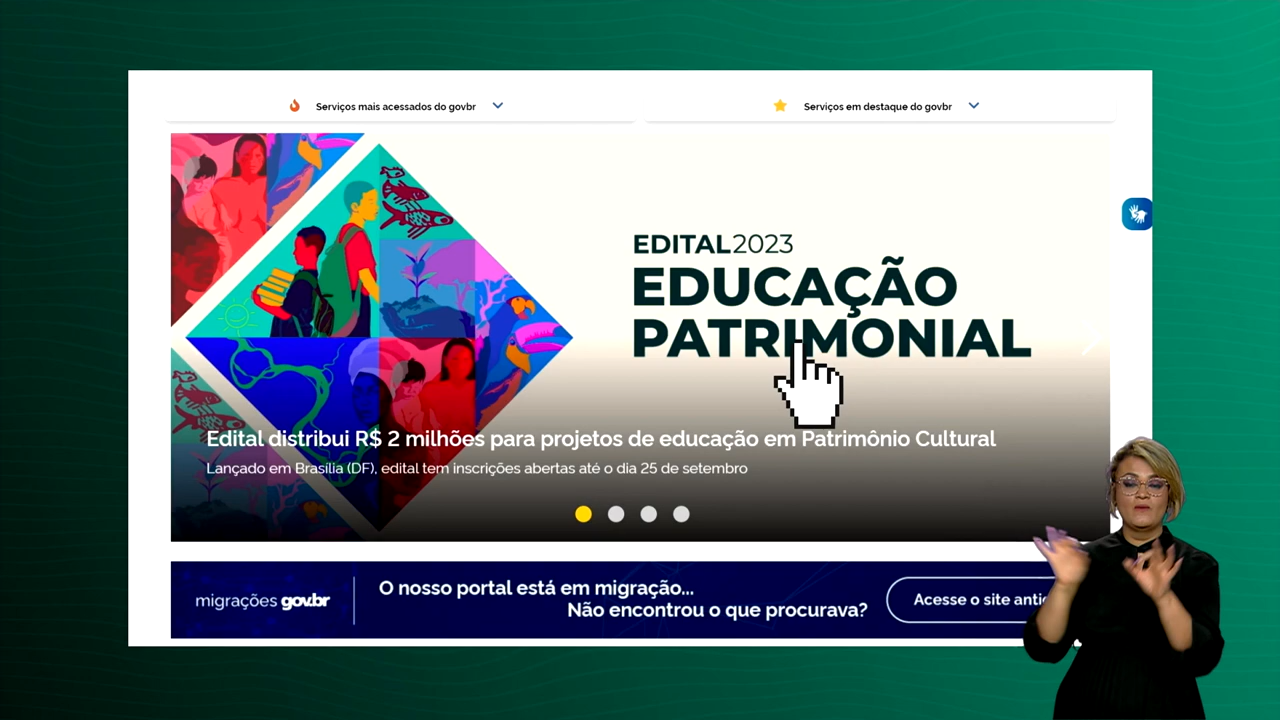 Serviços mais acessados do govbr
Serviços em destaque do govbr
EDITAL2023
EDUCAÇÃO
PATRIMONIAL
Edital distribui R$ 2 milhões para projetos de educação em Patrimônio Cultural
Lançado em Brasília (DF), edital tem inscrições abertas até o dia 25 de setembro
migrações gov.br
O nosso portal está em migração...
Não encontrou o que procurava?
Acesse o site